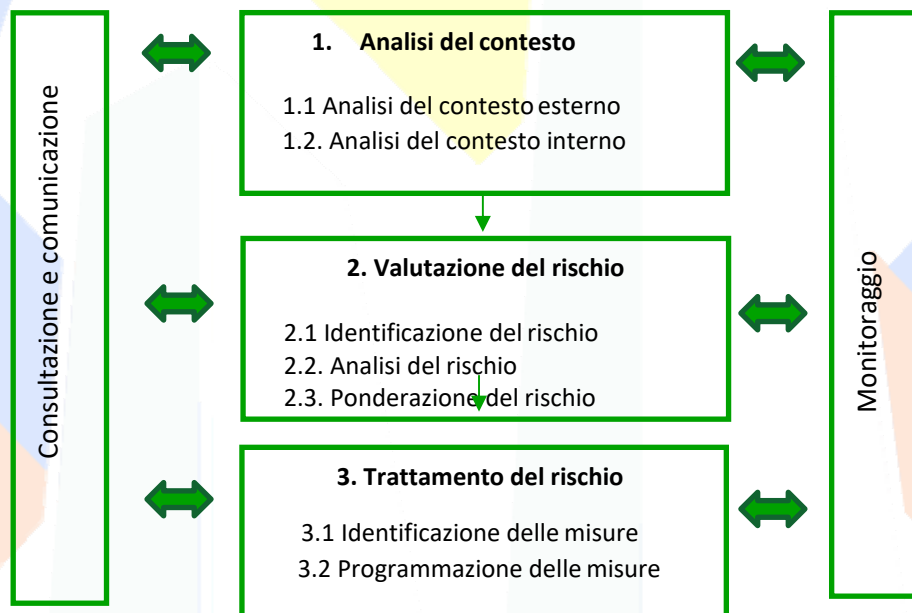 Consultazione e comunicazione
1. Analisi del contesto
1.1 Analisi del contesto esterno
1.2. Analisi del contesto interno
2. Valutazione del rischio
2.1 Identificazione del rischio
2.2. Analisi del rischio
2.3. Ponderazione del rischio
3. Trattamento del rischio
3.1 Identificazione delle misure
3.2 Programmazione delle misure
Monitoraggio